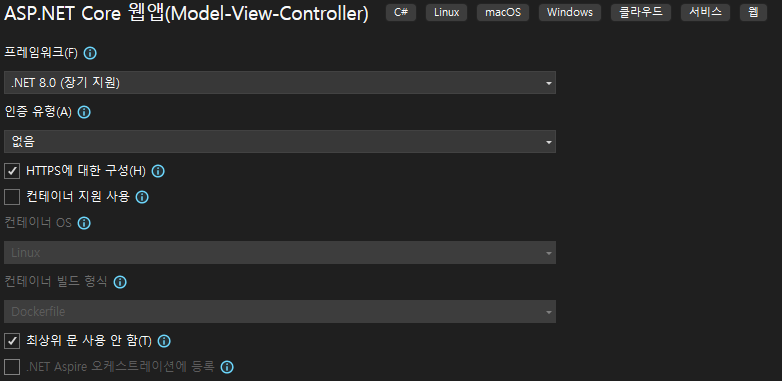 ASP.NET Core 웹앱(Model-View-Controller) C# Linux macOS Windows 클라우드 서비스 웹
프레임워크(F)
.NET 8.0 (장기 지원)
인증 유형(A)
없음
HTTPS에 대한 구성(H)
컨테이너 지원 사용
컨테이너 OS
Linux
컨테이너 빌드 형식
Dockerfile
최상위 문 사용 안 함(T)
.NET Aspire 오케스트레이션에 등록